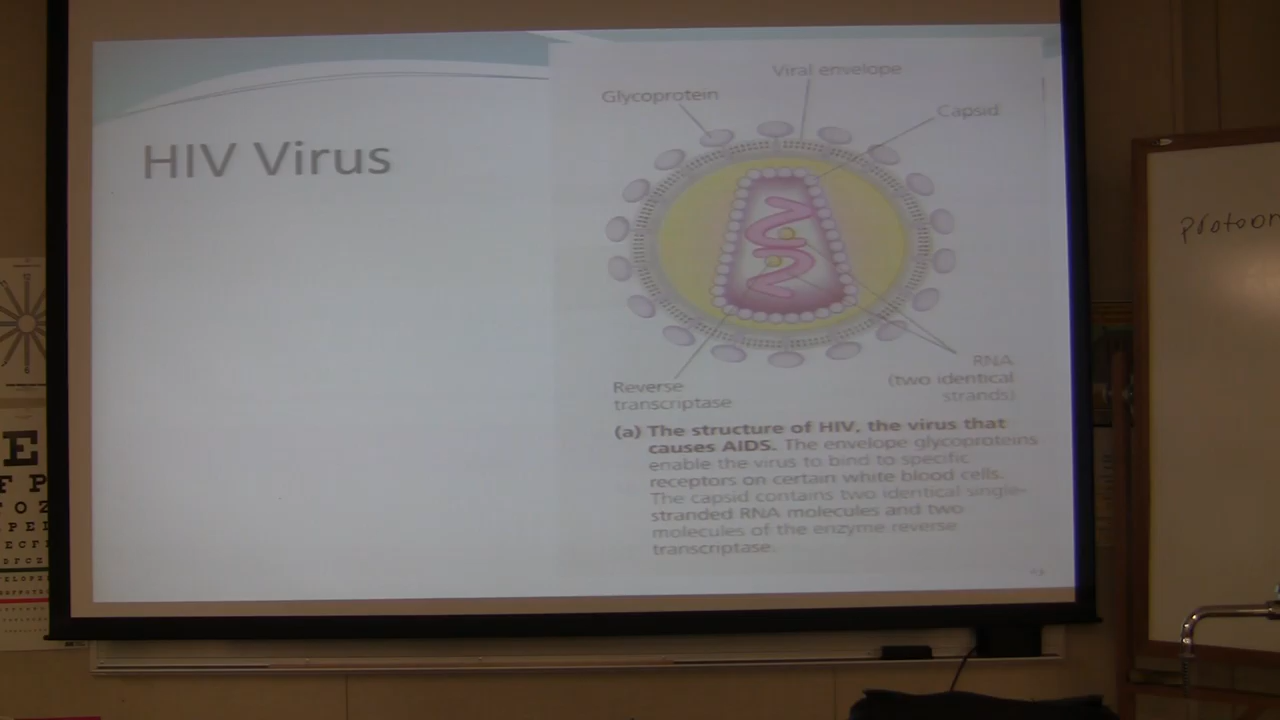 HIV Virus
Viral envelope
Glycoprotein
Capsid
Reverse
transcriptase
RNA
(two identical
strands)
(a) The structure of HIV, the virus that
causes AIDS. The envelope glycoproteins
enable the virus to bind to specific
receptors on certain white blood cells.
The capsid contains two identical single-
stranded RNA molecules and two
molecules of the enzyme reverse
transcriptase.
E
F P
T O Z